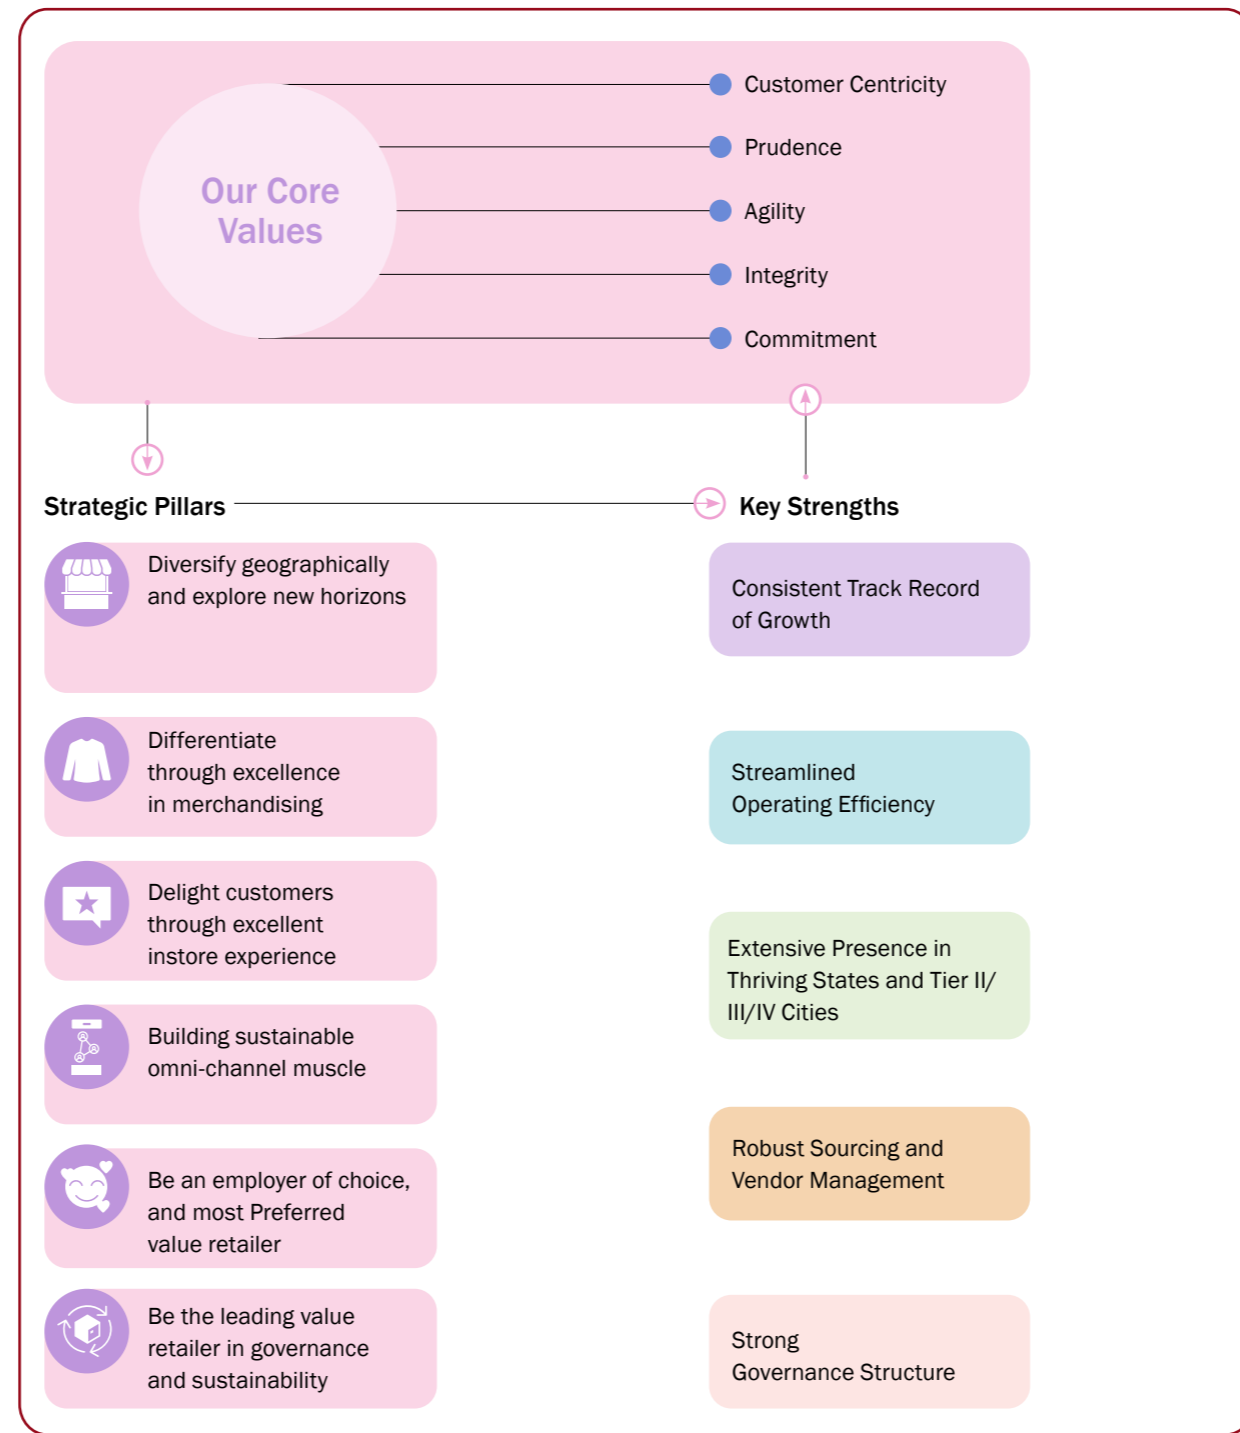 Our Core
Values
Customer Centricity
Prudence
Agility
Integrity
Commitment
Strategic Pillars
Diversify geographically
and explore new horizons
Differentiate
through excellence
in merchandising
Delight customers
through excellent
instore experience
Building sustainable
omni-channel muscle
Be an employer of choice,
and most Preferred
value retailer
Be the leading value
retailer in governance
and sustainability
Key Strengths
Consistent Track Record
of Growth
Streamlined
Operating Efficiency
Extensive Presence in
Thriving States and Tier II/
III/IV Cities
Robust Sourcing and
Vendor Management
Strong
Governance Structure